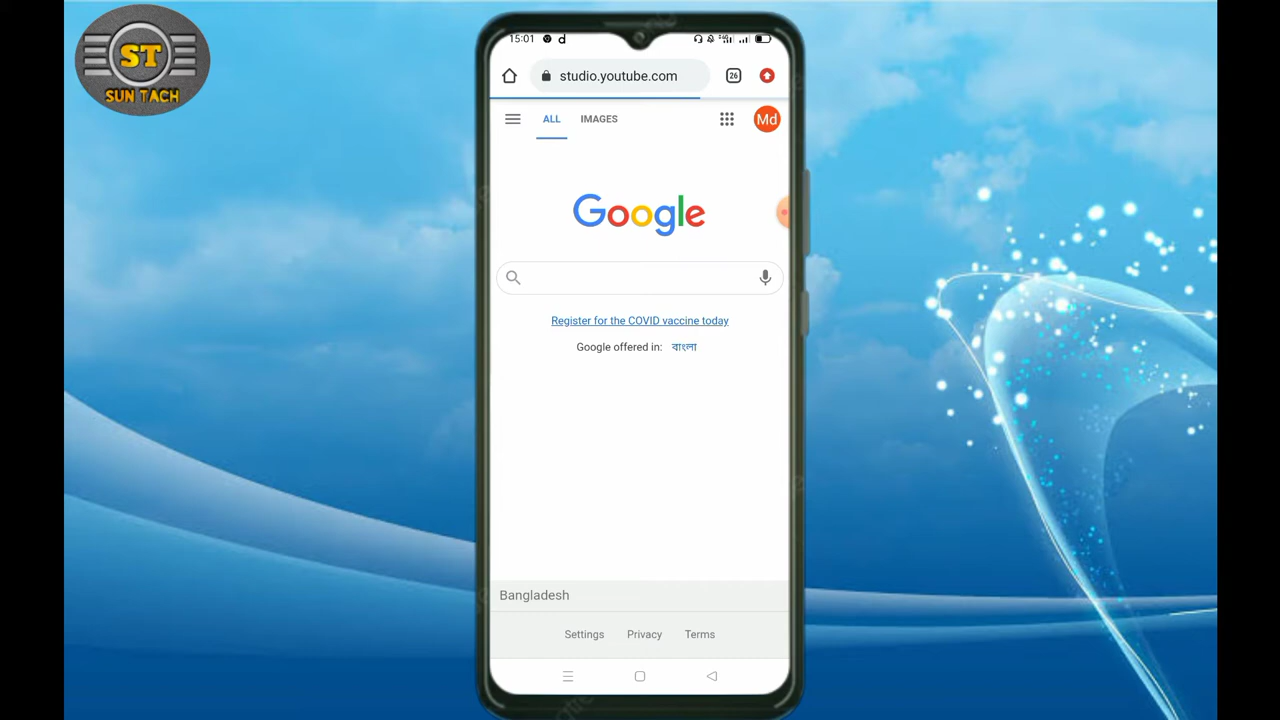 ST
SUN TACH
15:01
studio.youtube.com
26
ALL IMAGES
Md
Google
Register for the COVID vaccine today
Google offered in: বাংলা
Bangladesh
Settings Privacy Terms